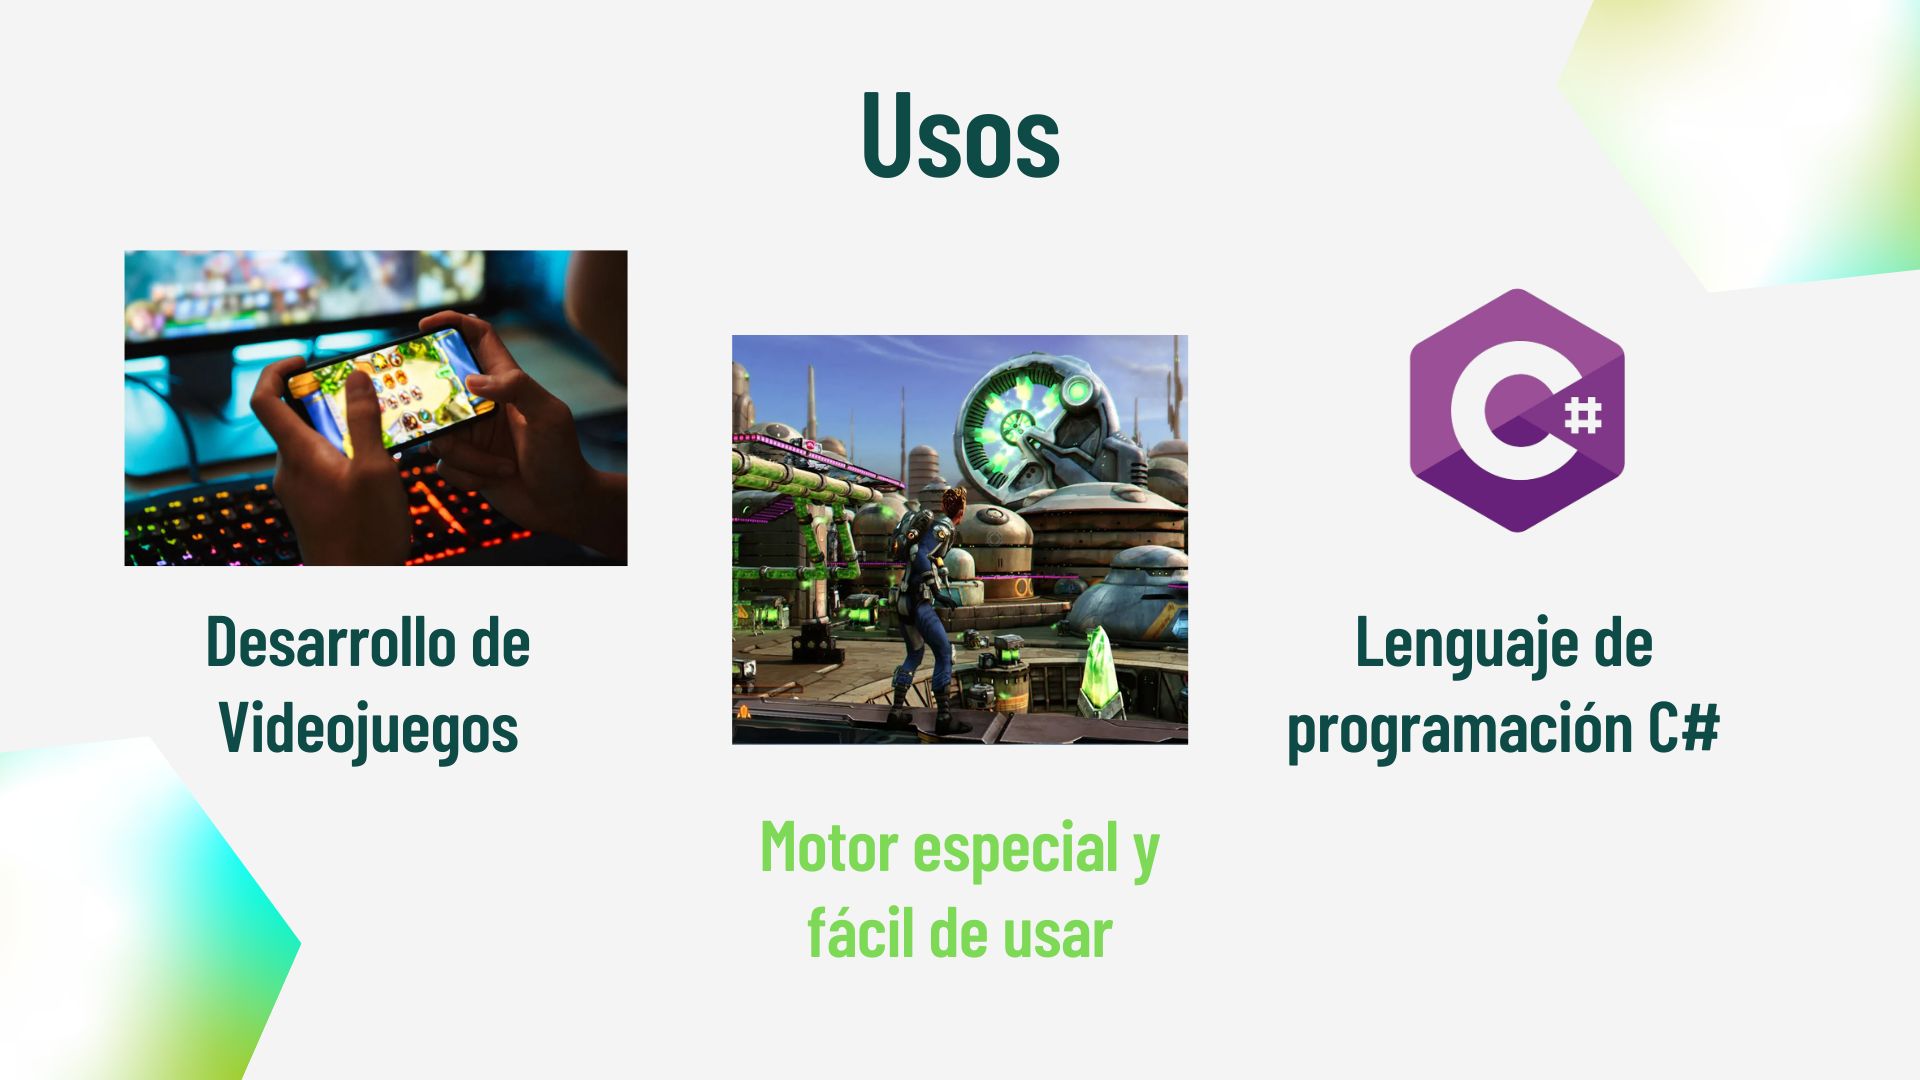 Usos
Desarrollo de
Videojuegos
Motor especial y
fácil de usar
C#
Lenguaje de
programación C#